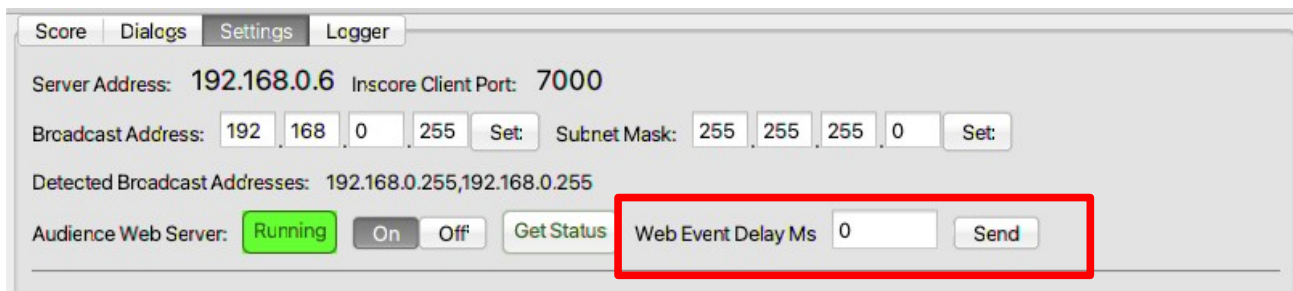 Score Dialogs Settings Logger
Server Address: 192.168.0.6 Inscore Client Port: 7000
Broadcast Address: 192 . 168 . 0 . 255 Set: Subnet Mask: 255 . 255 . 255 . 0 Set:
Detected Broadcast Addresses: 192.168.0.255,192.168.0.255
Audience Web Server: Running On Off Get Status Web Event Delay Ms 0 Send